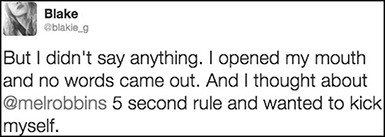 Blake
@blakie_g
But I didn't say anything. I opened my mouth
and no words came out. And I thought about
@melrobbins 5 second rule and wanted to kick
myself.